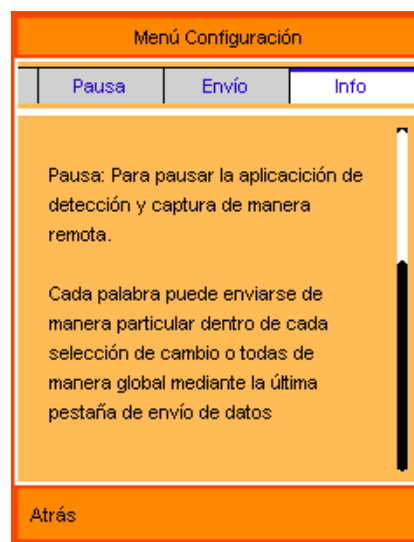 Menú Configuración
Pausa Envío Info
Pausa: Para pausar la aplicacición de
detección y captura de manera
remota.
Cada palabra puede enviarse de
manera particular dentro de cada
selección de cambio o todas de
manera global mediante la última
pestaña de envío de datos
Atrás